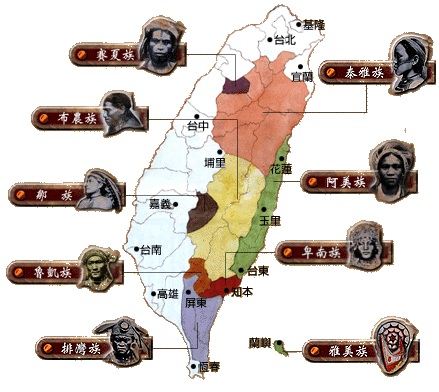 基隆
台北
賽夏族
宜蘭
泰雅族
布農族
台中
埔里
花蓮
阿美族
鄒 族
嘉義
玉里
台南
卑南族
魯凱族
台東
高雄
屏東
知本
排灣族
蘭嶼
雅美族
恆春